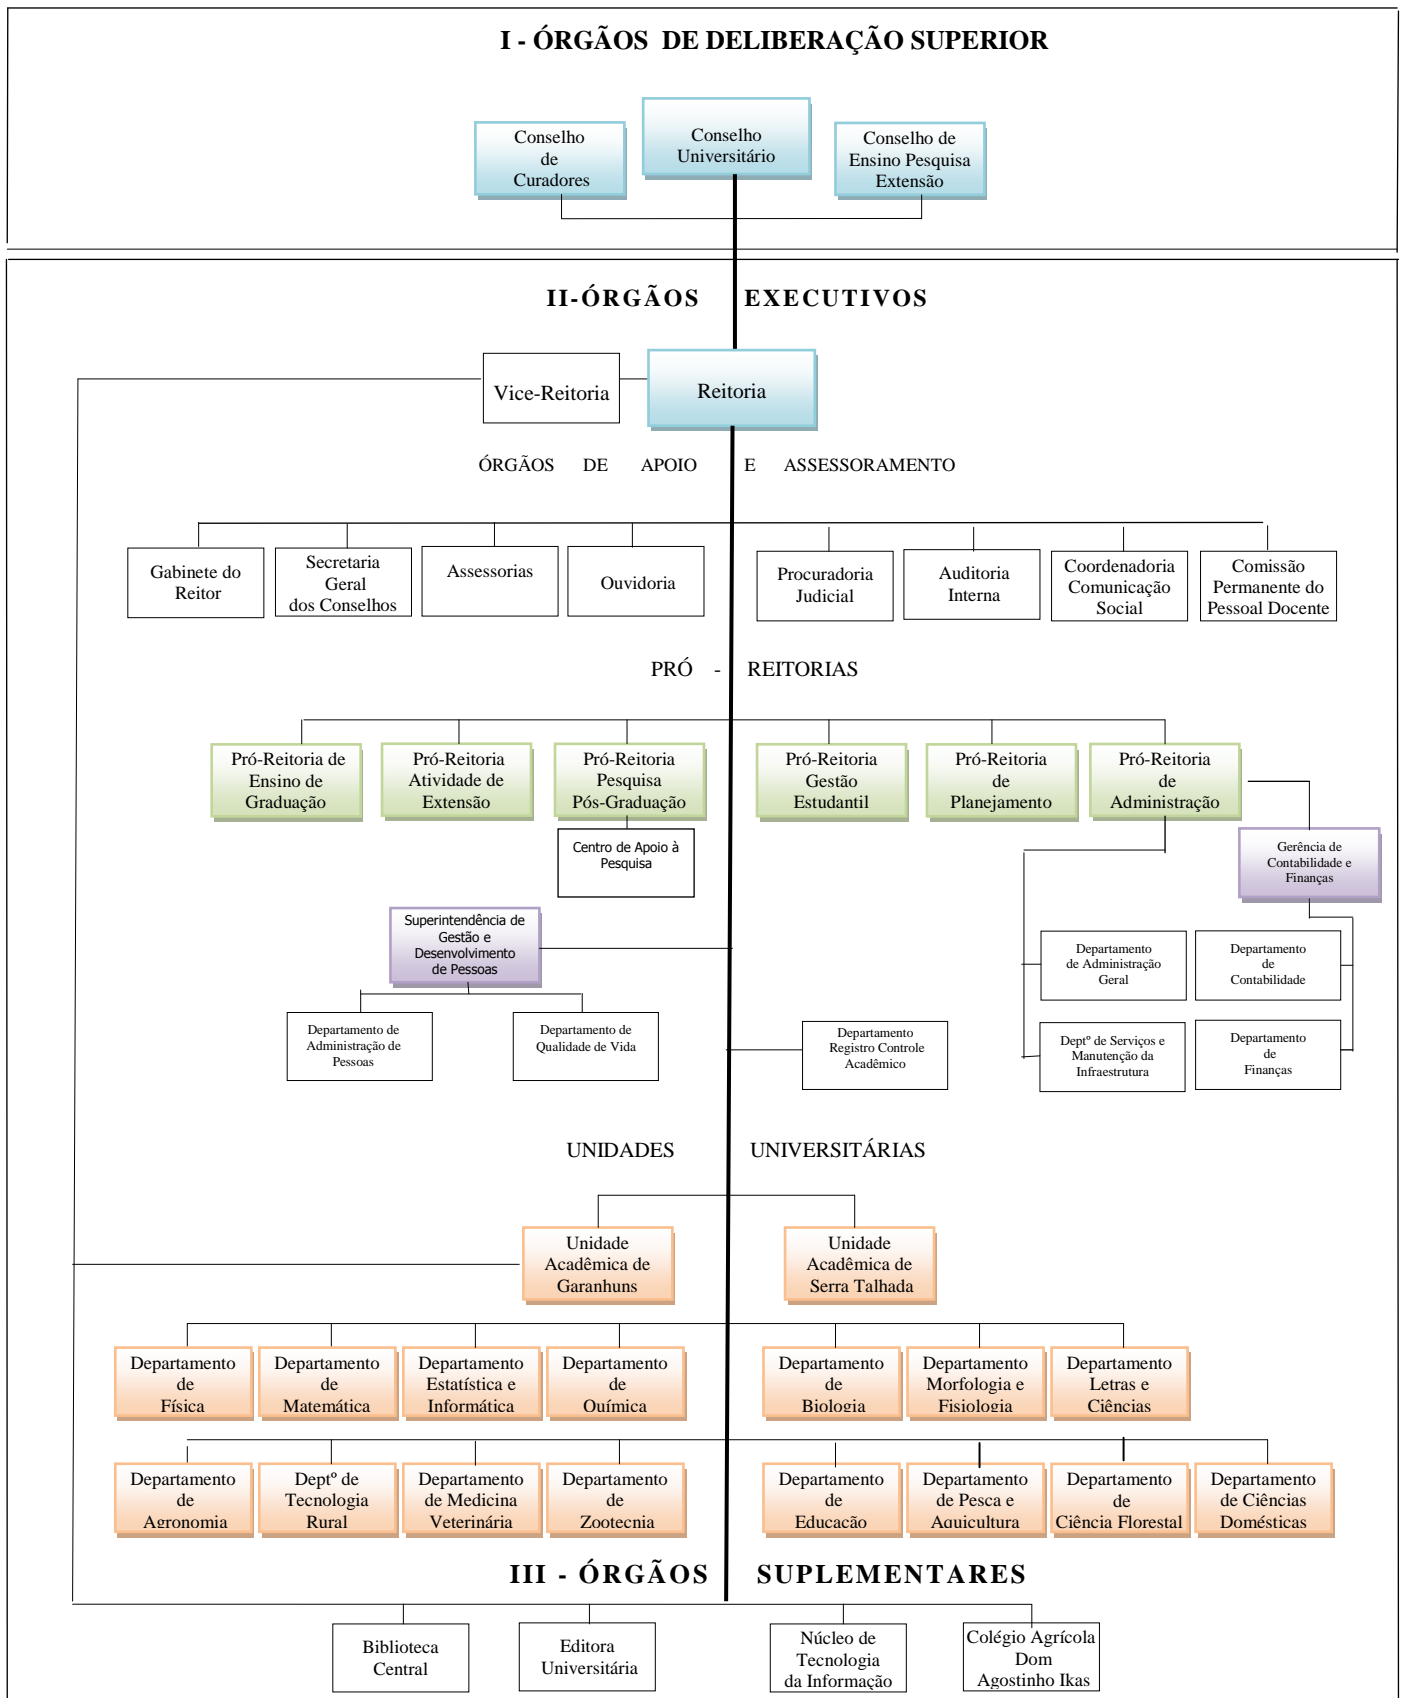 I - ÓRGÃOS DE DELIBERAÇÃO SUPERIOR
Conselho
de
Curadores
Conselho
Universitário
Conselho de
Ensino Pesquisa
Extensão
II-ÓRGÃOS EXECUTIVOS
Vice-Reitoria
Reitoria
ÓRGÃOS DE APOIO E ASSESSORAMENTO
Gabinete do
Reitor
Secretaria
Geral
dos Conselhos
Assessorias
Ouvidoria
Procuradoria
Judicial
Auditoria
Interna
Coordenadoria
Comunicação
Social
Comissão
Permanente do
Pessoal Docente
PRÓ - REITORIAS
Pró-Reitoria de
Ensino de
Graduação
Pró-Reitoria
Atividade de
Extensão
Pró-Reitoria
Pesquisa
Pós-Graduação
Pró-Reitoria
Gestão
Estudantil
Pró-Reitoria
de
Planejamento
Pró-Reitoria
de
Administração
Centro de Apoio à
Pesquisa
Gerência de
Contabilidade e
Finanças
Superintendência de
Gestão e
Desenvolvimento
de Pessoas
Departamento
de Administração
Geral
Departamento
de
Contabilidade
Departamento de
Administração de
Pessoas
Departamento de
Qualidade de Vida
Departamento
Registro Controle
Acadêmico
Deptº de Serviços e
Manutenção da
Infraestrutura
Departamento
de
Finanças
UNIDADES UNIVERSITÁRIAS
Unidade
Acadêmica de
Garanhuns
Unidade
Acadêmica de
Serra Talhada
Departamento
de
Física
Departamento
de
Matemática
Departamento
Estatística e
Informática
Departamento
de
Química
Departamento
de
Biologia
Departamento
Morfologia e
Fisiologia
Departamento
Letras e
Ciências
Departamento
de
Agronomia
Deptº de
Tecnologia
Rural
Departamento
de Medicina
Veterinária
Departamento
de
Zootecnia
Departamento
de
Educação
Departamento
de Pesca e
Aquicultura
Departamento
de
Ciência Florestal
Departamento
de Ciências
Domésticas
III - ÓRGÃOS SUPLEMENTARES
Biblioteca
Central
Editora
Universitária
Núcleo de
Tecnologia
da Informação
Colégio Agrícola
Dom
Agostinho Ikas